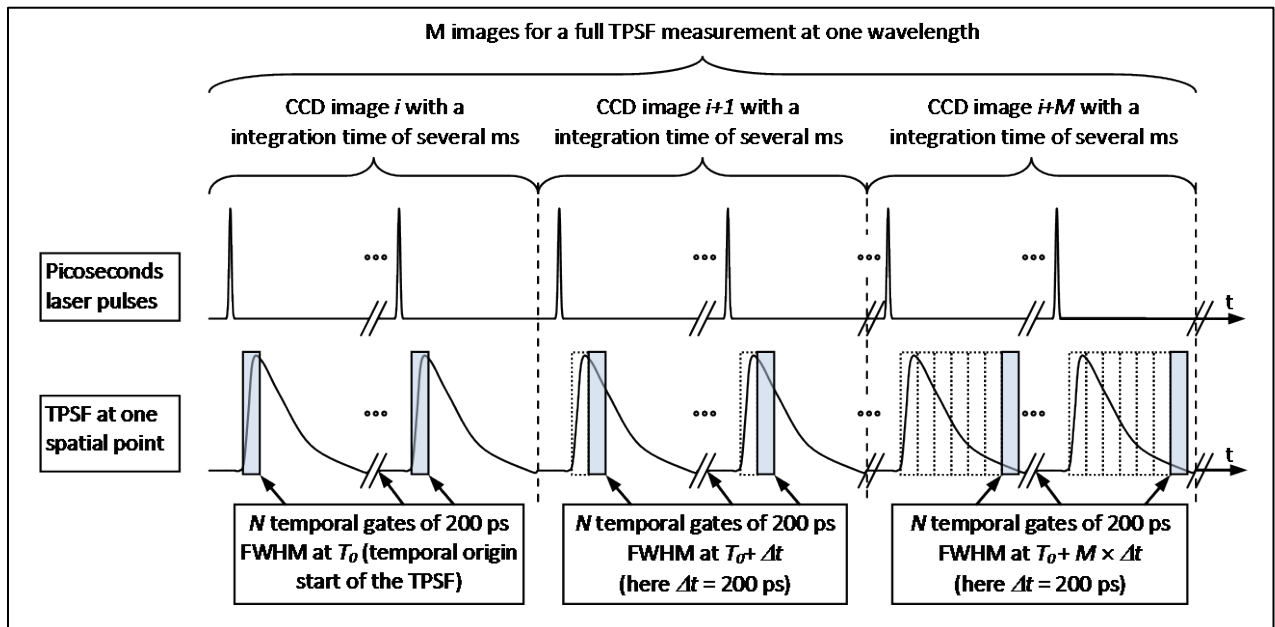 M images for a full TPSF measurement at one wavelength
CCD image i with a
integration time of several ms
CCD image i+1 with a
integration time of several ms
CCD image i+M with a
integration time of several ms
Picoseconds
laser pulses
t
TPSF at one
spatial point
t
N temporal gates of 200 ps
FWHM at T0 (temporal origin
start of the TPSF)
N temporal gates of 200 ps
FWHM at T0 + Δt
(here Δt = 200 ps)
N temporal gates of 200 ps
FWHM at T0 + M × Δt
(here Δt = 200 ps)